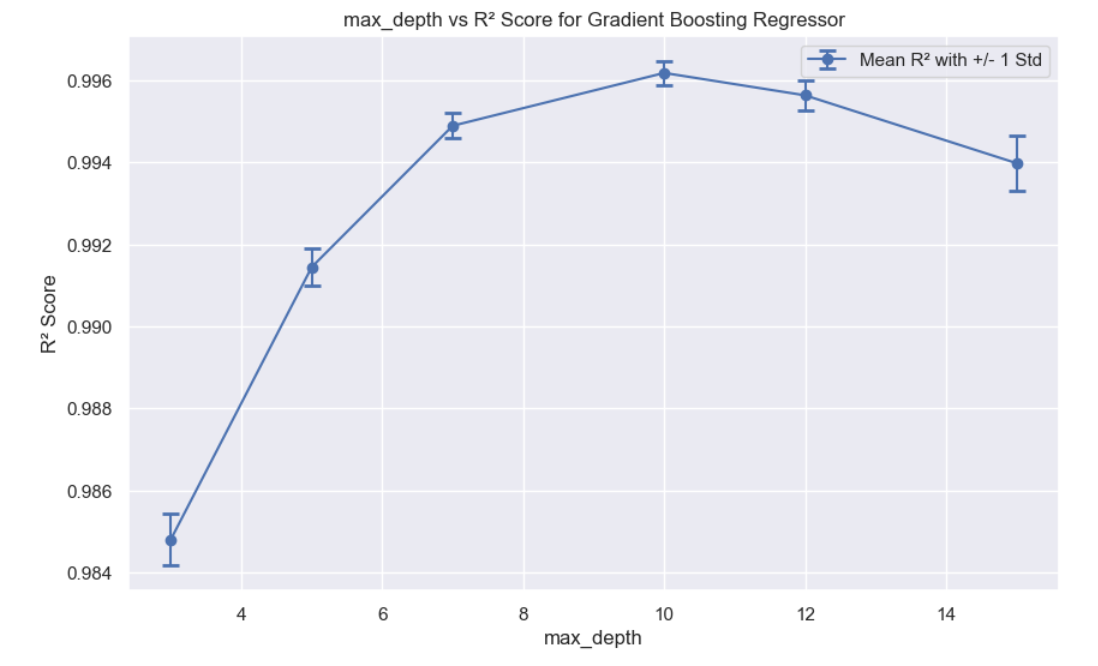 max_depth vs R² Score for Gradient Boosting Regressor
Mean R² with +/- 1 Std
0.996
0.994
0.992
0.990
0.988
0.986
0.984
R² Score
4 6 8 10 12 14
max_depth